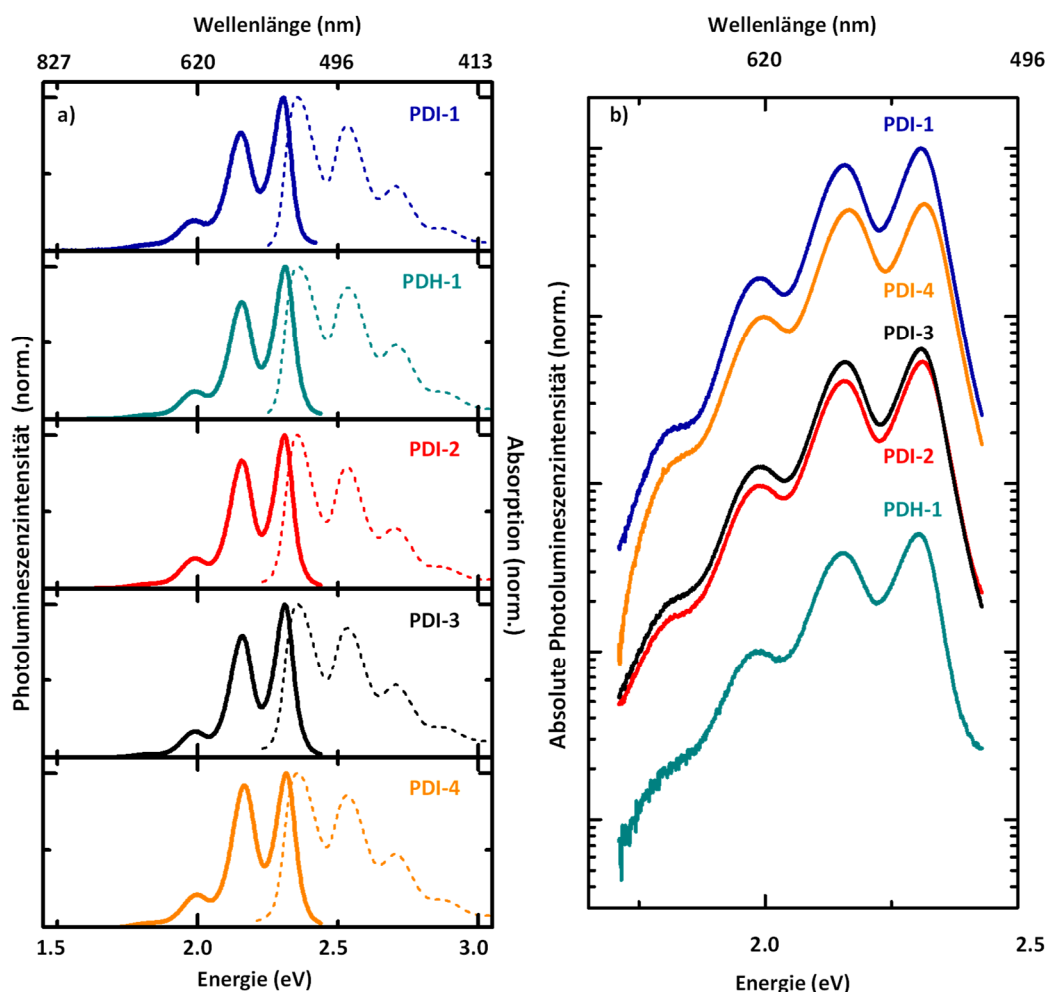 Wellenlänge (nm)
827 620 496 413
a)
PDI-1
PDH-1
PDI-2
PDI-3
PDI-4
Photolumineszenzintensität (norm.)
Absorption (norm.)
1.5 2.0 2.5 3.0
Energie (eV)
Wellenlänge (nm)
620 496
b)
PDI-1
PDI-4
PDI-3
PDI-2
PDH-1
Absolute Photolumineszenzintensität (norm.)
2.0 2.5
Energie (eV)